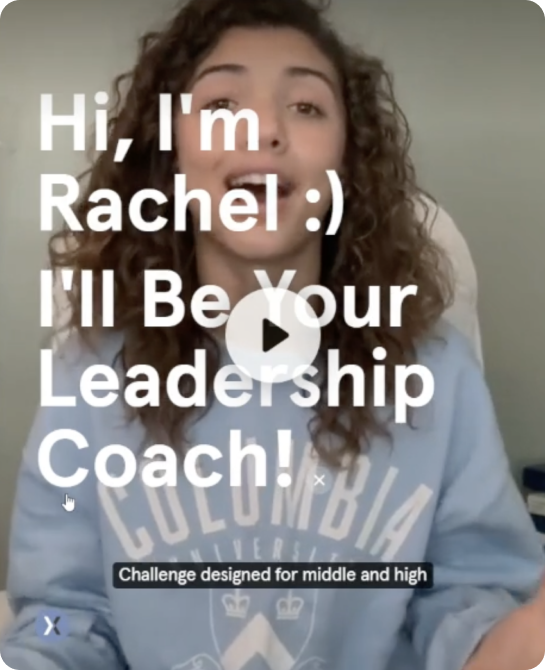 Hi, I'm
Rachel :)
I'll Be Your
Leadership
Coach!
COLUMBIA
UNIVERSITY
Challenge designed for middle and high